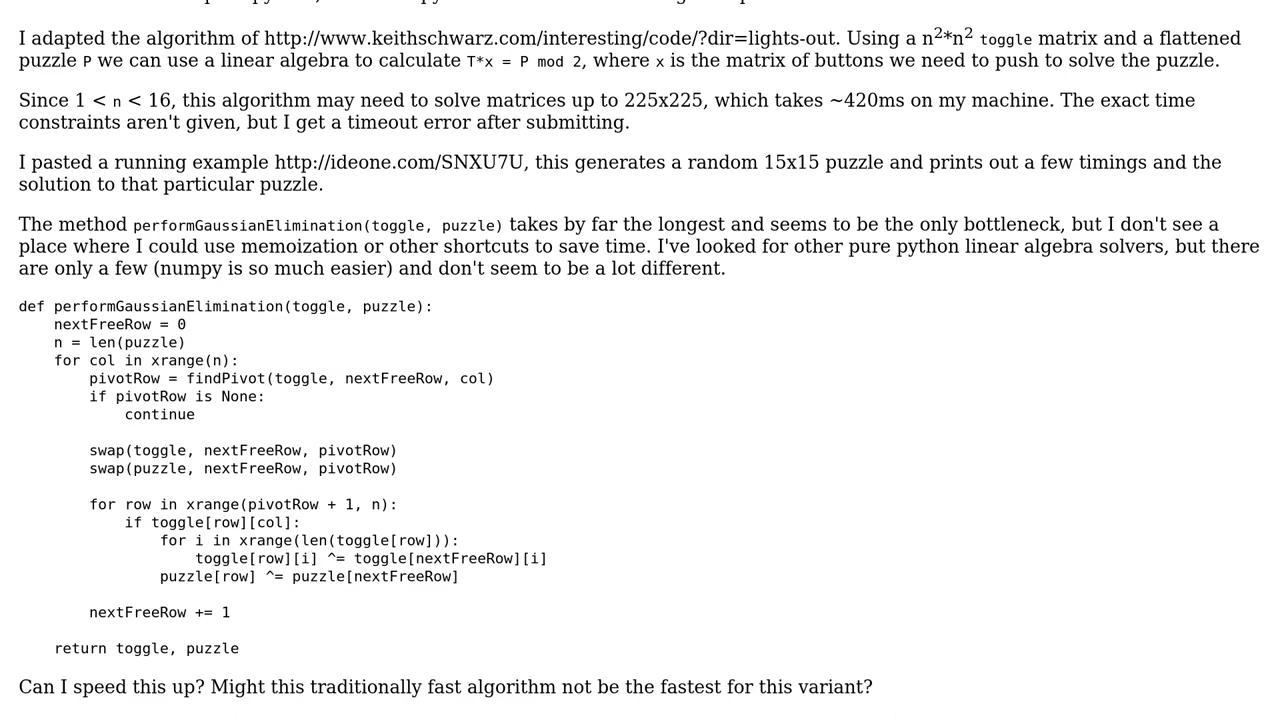 I adapted the algorithm of http://www.keithschwarz.com/interesting/code/?dir=lights-out. Using a n2*n2 toggle matrix and a flattened
puzzle P we can use a linear algebra to calculate T*x = P mod 2, where x is the matrix of buttons we need to push to solve the puzzle.
Since 1 < n < 16, this algorithm may need to solve matrices up to 225x225, which takes ~420ms on my machine. The exact time
constraints aren't given, but I get a timeout error after submitting.
I pasted a running example http://ideone.com/SNXU7U, this generates a random 15x15 puzzle and prints out a few timings and the
solution to that particular puzzle.
The method performGaussianElimination(toggle, puzzle) takes by far the longest and seems to be the only bottleneck, but I don't see a
place where I could use memoization or other shortcuts to save time. I've looked for other pure python linear algebra solvers, but there
are only a few (numpy is so much easier) and don't seem to be a lot different.
def performGaussianElimination(toggle, puzzle):
    nextFreeRow = 0
    n = len(puzzle)
    for col in xrange(n):
        pivotRow = findPivot(toggle, nextFreeRow, col)
        if pivotRow is None:
            continue
        swap(toggle, nextFreeRow, pivotRow)
        swap(puzzle, nextFreeRow, pivotRow)
        for row in xrange(pivotRow + 1, n):
            if toggle[row][col]:
                for i in xrange(len(toggle[row])):
                    toggle[row][i] ^= toggle[nextFreeRow][i]
                puzzle[row] ^= puzzle[nextFreeRow]
        nextFreeRow += 1
    return toggle, puzzle
Can I speed this up? Might this traditionally fast algorithm not be the fastest for this variant?